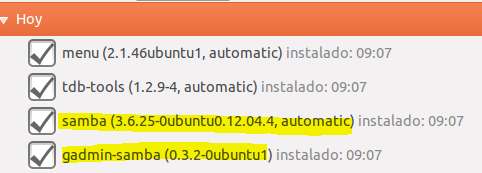 Hoy
menu (2.1.46ubuntu1, automatic) instalado: 09:07
tdb-tools (1.2.9-4, automatic) instalado: 09:07
samba (3.6.25-0ubuntu0.12.04.4, automatic) instalado: 09:07
gadmin-samba (0.3.2-0ubuntu1) instalado: 09:07